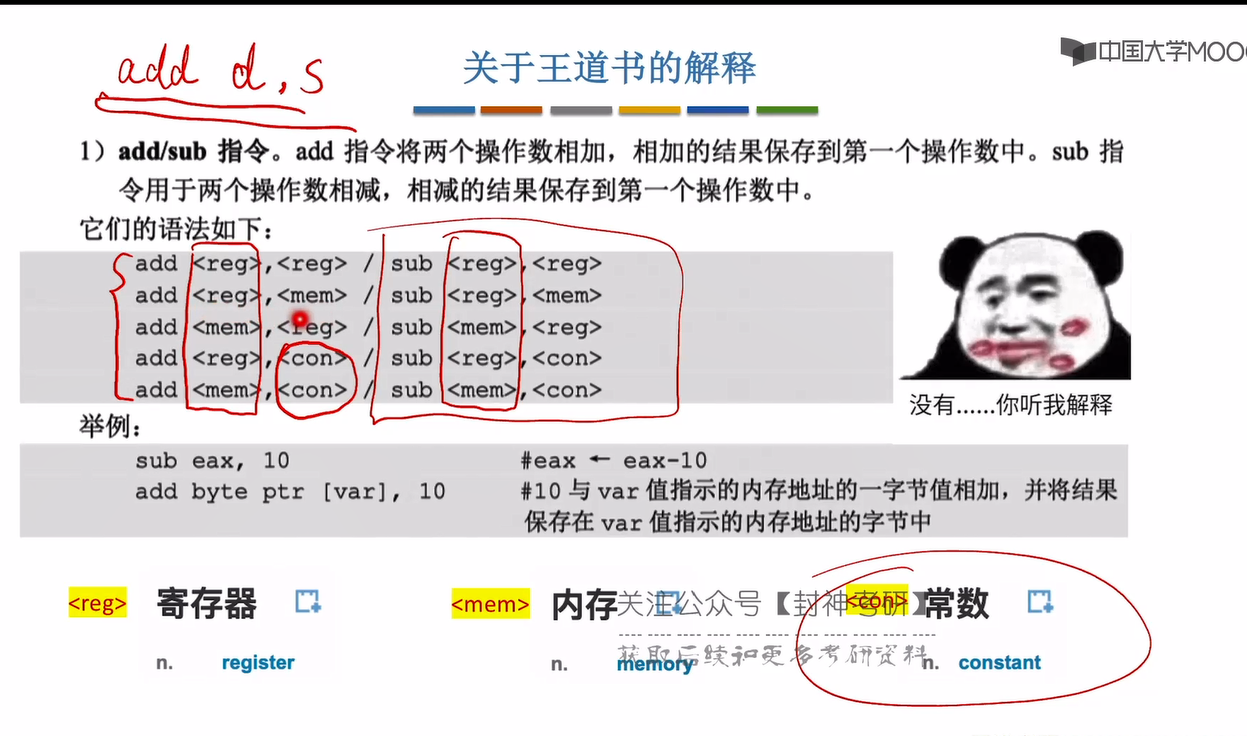 add d,s
关于王道书的解释
中国大学MOO
1）add/sub 指令。add 指令将两个操作数相加，相加的结果保存到第一个操作数中。sub 指
令用于两个操作数相减，相减的结果保存到第一个操作数中。
它们的语法如下：
add <reg>,<reg> / sub <reg>,<reg>
add <reg>,<mem> / sub <reg>,<mem>
add <mem>,<reg> / sub <mem>,<reg>
add <reg>,<con> / sub <reg>,<con>
add <mem>,<con> / sub <mem>,<con>
没有......你听我解释
举例：
sub eax, 10 #eax ← eax-10
add byte ptr [var], 10 #10 与 var 值指示的内存地址的一字节值相加，并将结果
保存在 var 值指示的内存地址的字节中
<reg> 寄存器 <mem> 内存 <con> 常数
关注公众号【封神考研】
获取后续和更多考研资料
n. register n. memory n. constant